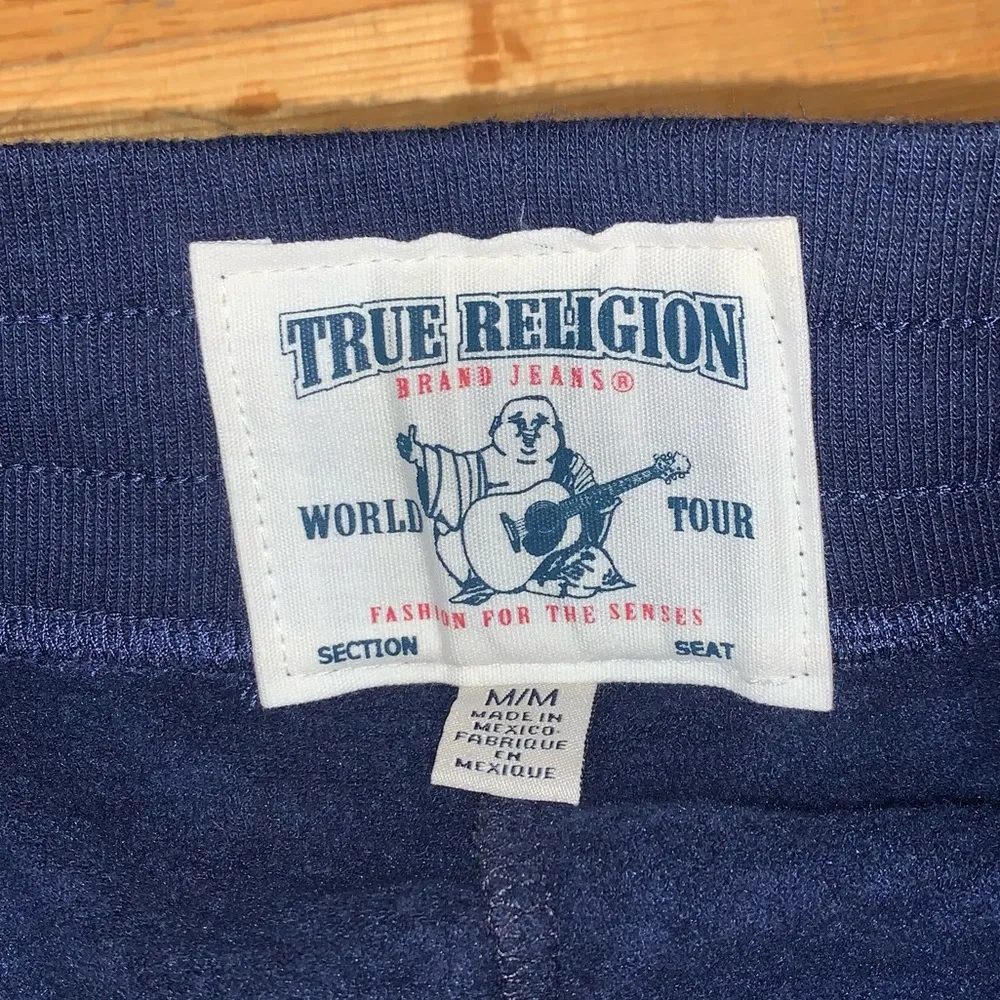 TRUE RELIGION
BRAND JEANS®
WORLD TOUR
FASHION FOR THE SENSES
SECTION SEAT
M/M
MADE IN
MEXICO-
FABRIQUE
EN
MEXIQUE